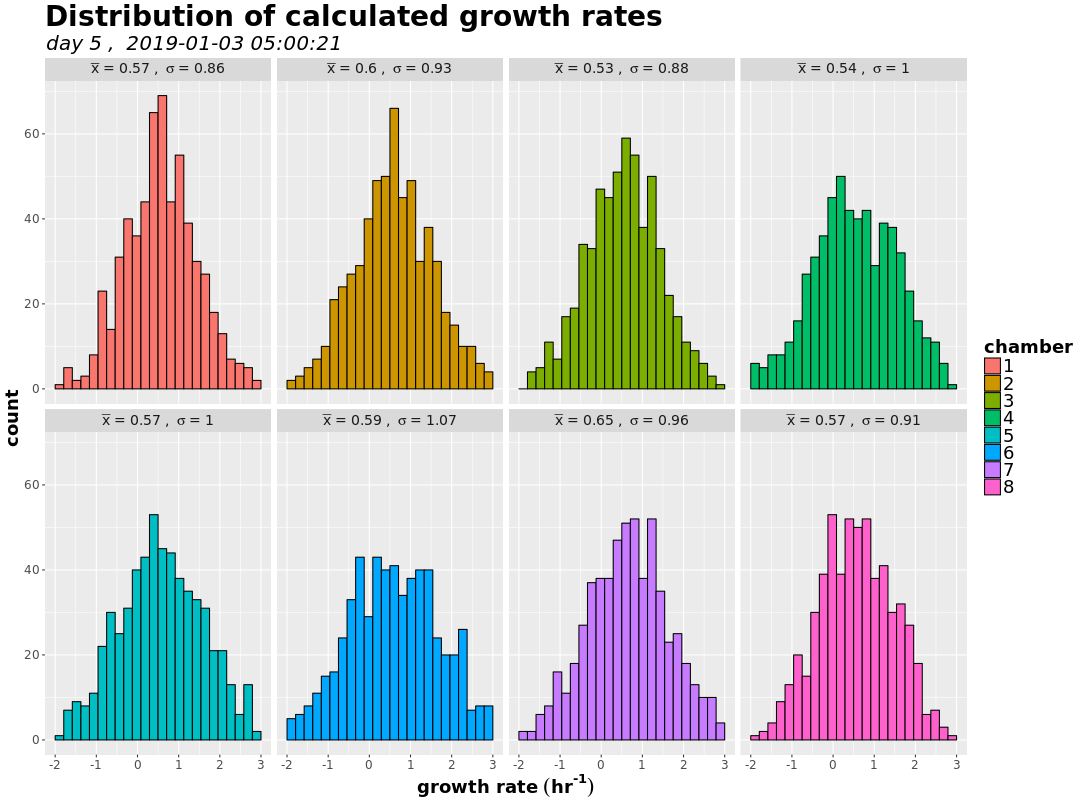 Distribution of calculated growth rates
day 5 ,  2019-01-03 05:00:21
x̅ = 0.57 ,  σ = 0.86
x̅ = 0.6 ,  σ = 0.93
x̅ = 0.53 ,  σ = 0.88
x̅ = 0.54 ,  σ = 1
60
40
20
0
x̅ = 0.57 ,  σ = 1
x̅ = 0.59 ,  σ = 1.07
x̅ = 0.65 ,  σ = 0.96
x̅ = 0.57 ,  σ = 0.91
60
40
20
0
-2 -1 0 1 2 3
-2 -1 0 1 2 3
-2 -1 0 1 2 3
-2 -1 0 1 2 3
growth rate (hr⁻¹)
count
chamber
1
2
3
4
5
6
7
8